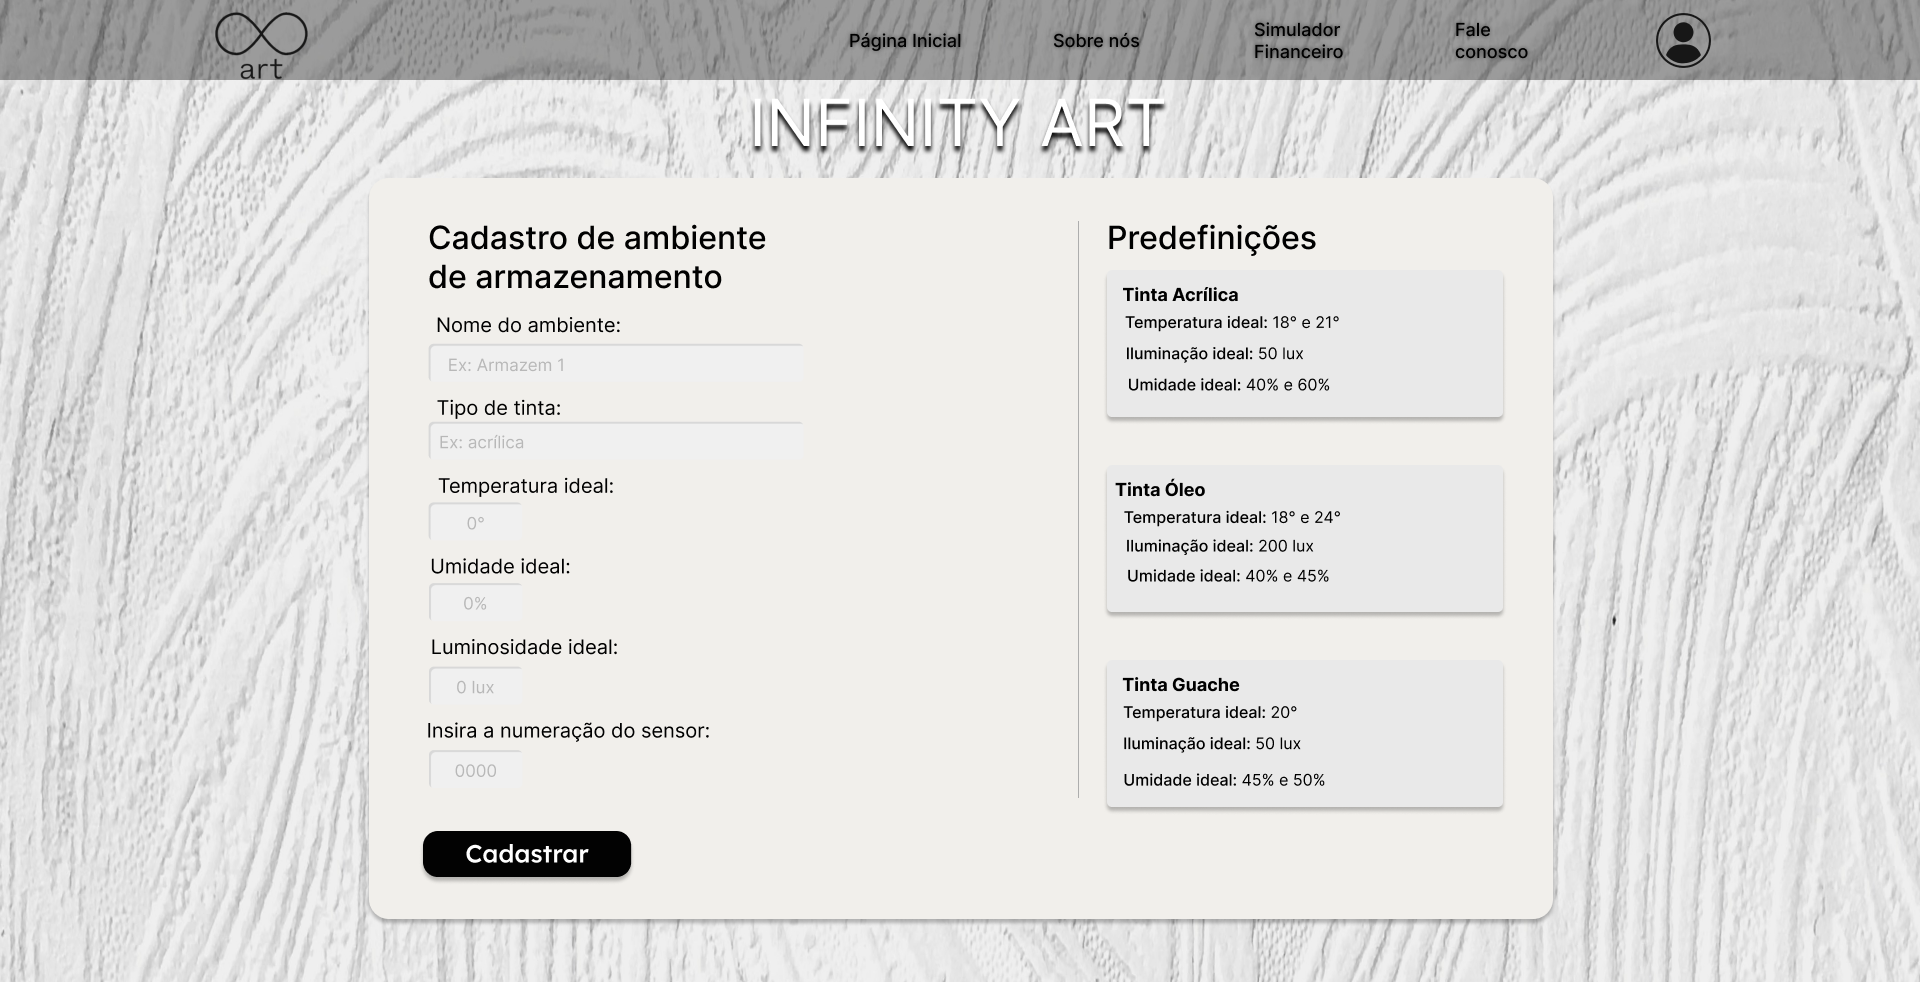 art
Página Inicial
Sobre nós
Simulador
Financeiro
Fale
conosco
INFINITY ART
Cadastro de ambiente
de armazenamento
Nome do ambiente:
Ex: Armazem 1
Tipo de tinta:
Ex: acrílica
Temperatura ideal:
0°
Umidade ideal:
0%
Luminosidade ideal:
0 lux
Insira a numeração do sensor:
0000
Cadastrar
Predefinições
Tinta Acrílica
Temperatura ideal: 18° e 21°
Iluminação ideal: 50 lux
Umidade ideal: 40% e 60%
Tinta Óleo
Temperatura ideal: 18° e 24°
Iluminação ideal: 200 lux
Umidade ideal: 40% e 45%
Tinta Guache
Temperatura ideal: 20°
Iluminação ideal: 50 lux
Umidade ideal: 45% e 50%